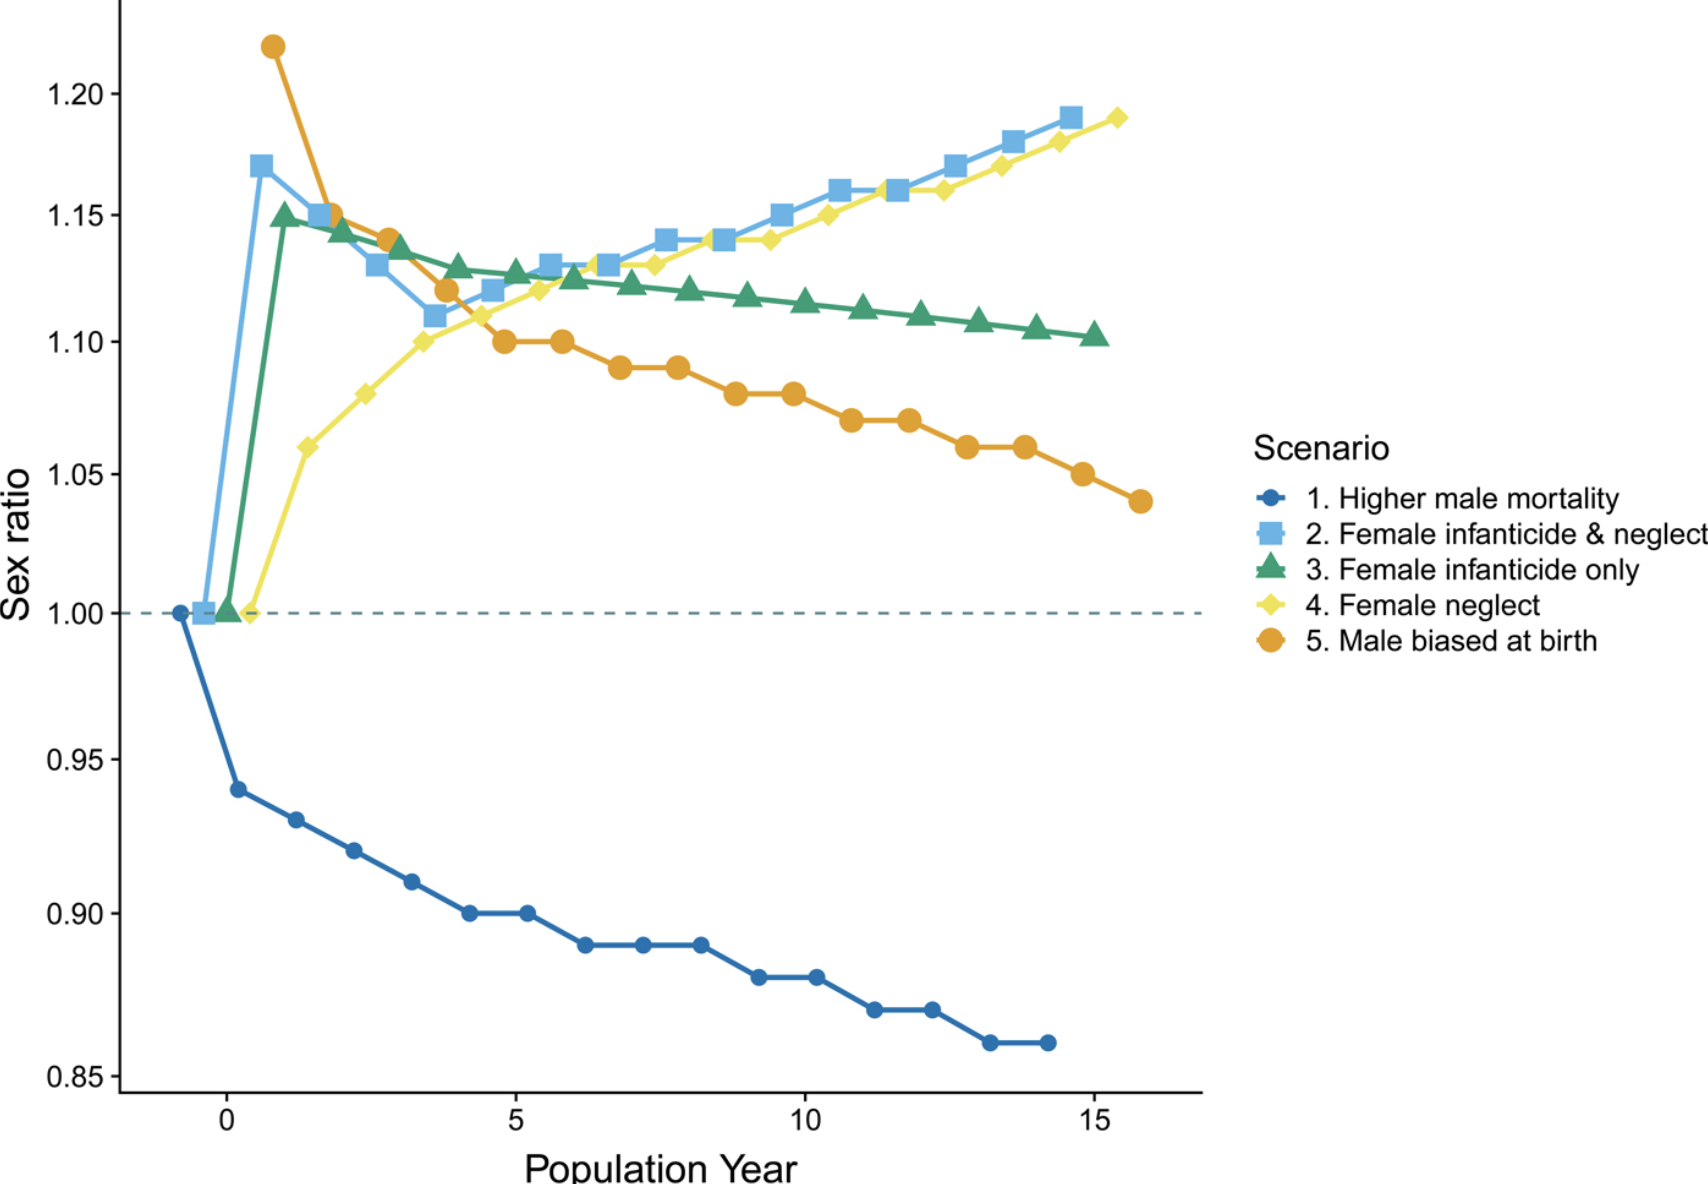 Sex ratio
1.20
1.15
1.10
1.05
1.00
0.95
0.90
0.85
0
5
10
15
Population Year
Scenario
1. Higher male mortality
2. Female infanticide & neglect
3. Female infanticide only
4. Female neglect
5. Male biased at birth